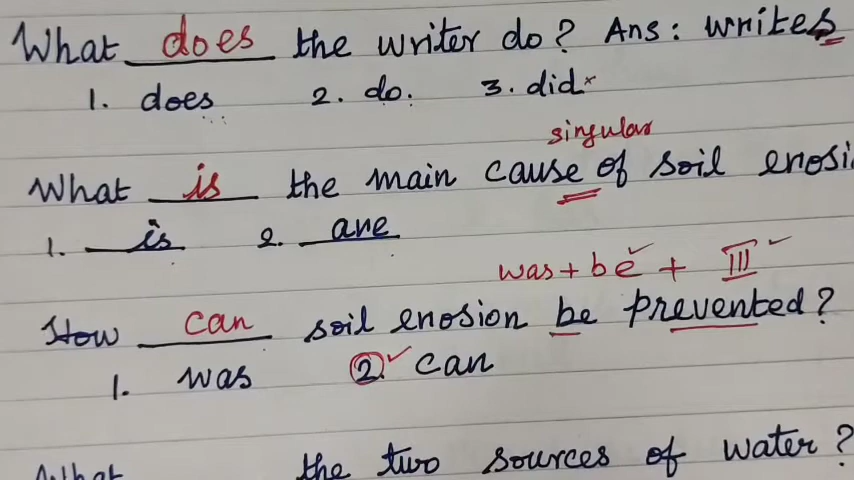 What does the writer do? Ans: writes
1. does 2. do. 3. did×
singular
What is the main cause of soil erosi
1. is 2. are
was + be✓ + III✓
How can soil erosion be prevented?
1. was 2.✓ can
What the two sources of water?